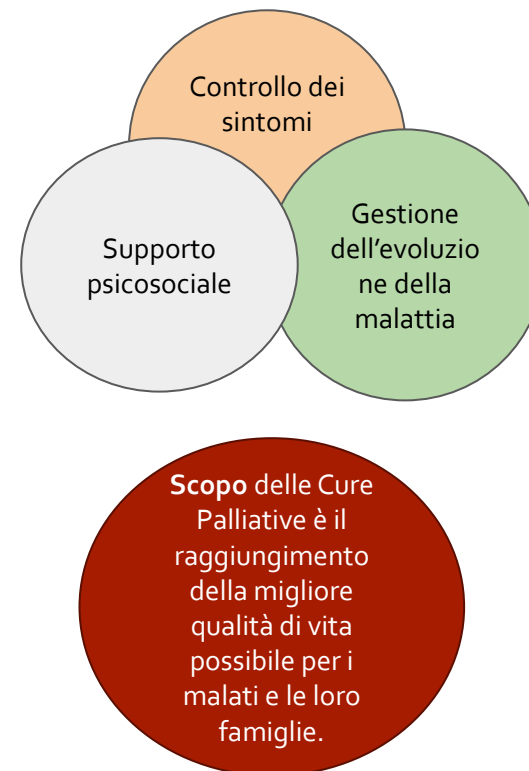 Controllo dei
sintomi
Supporto
psicosociale
Gestione
dell’evoluzio
ne della
malattia
Scopo delle Cure
Palliative è il
raggiungimento
della migliore
qualità di vita
possibile per i
malati e le loro
famiglie.